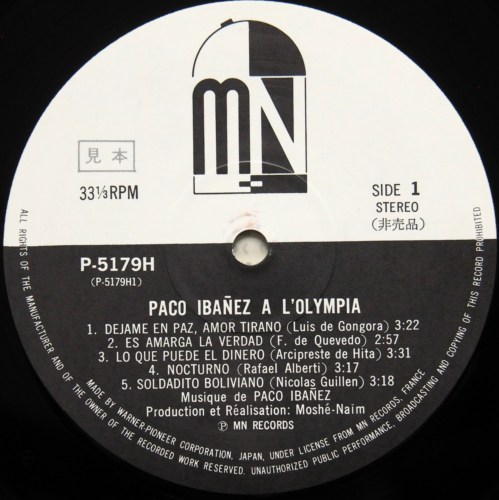 MN
見本
33⅓RPM
SIDE 1
STEREO
(非売品)
P-5179H
(P-5179H1)
PACO IBAÑEZ A L'OLYMPIA
1. DEJAME EN PAZ, AMOR TIRANO (Luis de Gongora) 3:22
2. ES AMARGA LA VERDAD (F. de Quevedo) 2:57
3. LO QUE PUEDE EL DINERO (Arcipreste de Hita) 3:31
4. NOCTURNO (Rafael Alberti) 3:11
5. SOLDADITO BOLIVIANO (Nicolas Guillen) 3:18
Musique de PACO IBAÑEZ
Production et Réalisation: Moshé-Naïm
Ⓟ MN RECORDS
MADE BY WARNER-PIONEER CORPORATION, JAPAN, UNDER LICENSE FROM MN RECORDS, FRANCE
ALL RIGHTS OF THE MANUFACTURER AND OF THE OWNER OF THE RECORDED WORK RESERVED. UNAUTHORIZED PUBLIC PERFORMANCE, BROADCASTING AND COPYING OF THIS RECORD PROHIBITED